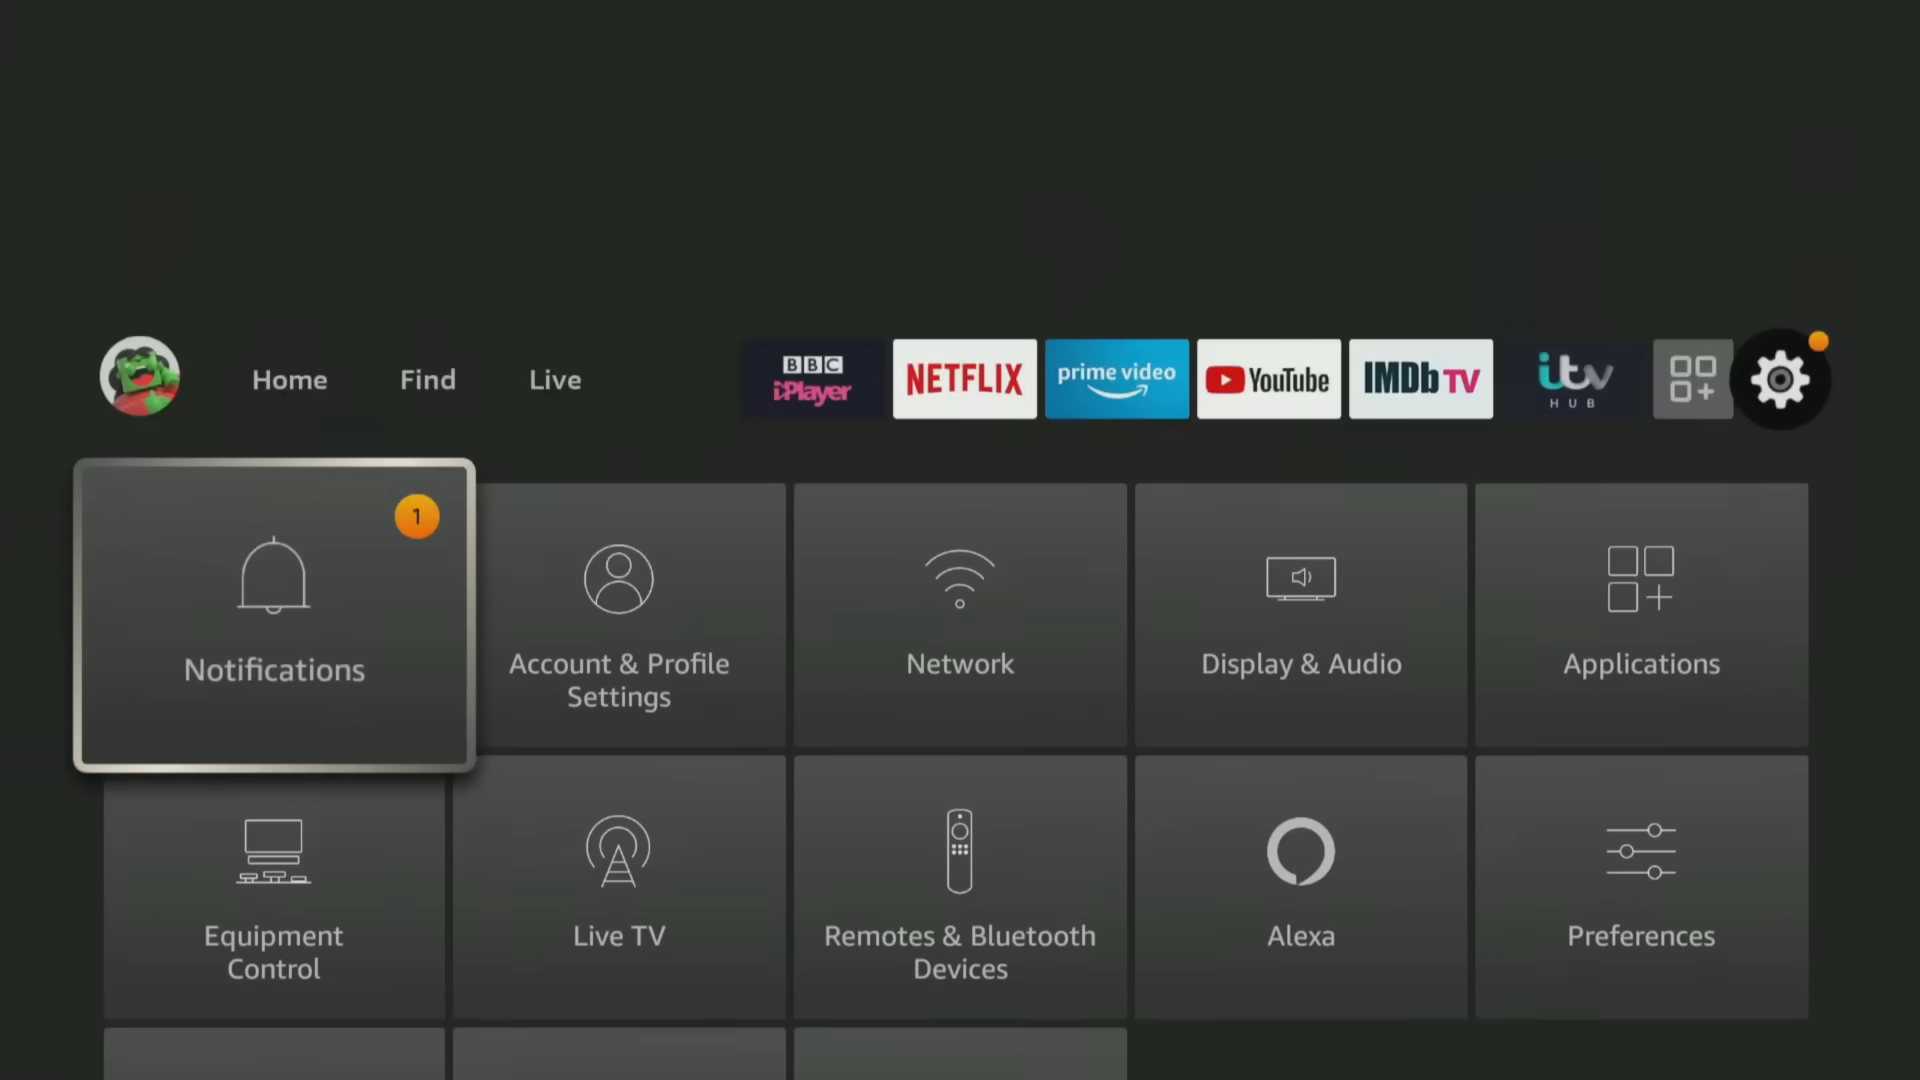 Home
Find
Live
BBC
iPlayer
NETFLIX
prime video
YouTube
IMDb TV
itv
HUB
1
Notifications
Account & Profile
Settings
Network
Display & Audio
Applications
Equipment
Control
Live TV
Remotes & Bluetooth
Devices
Alexa
Preferences